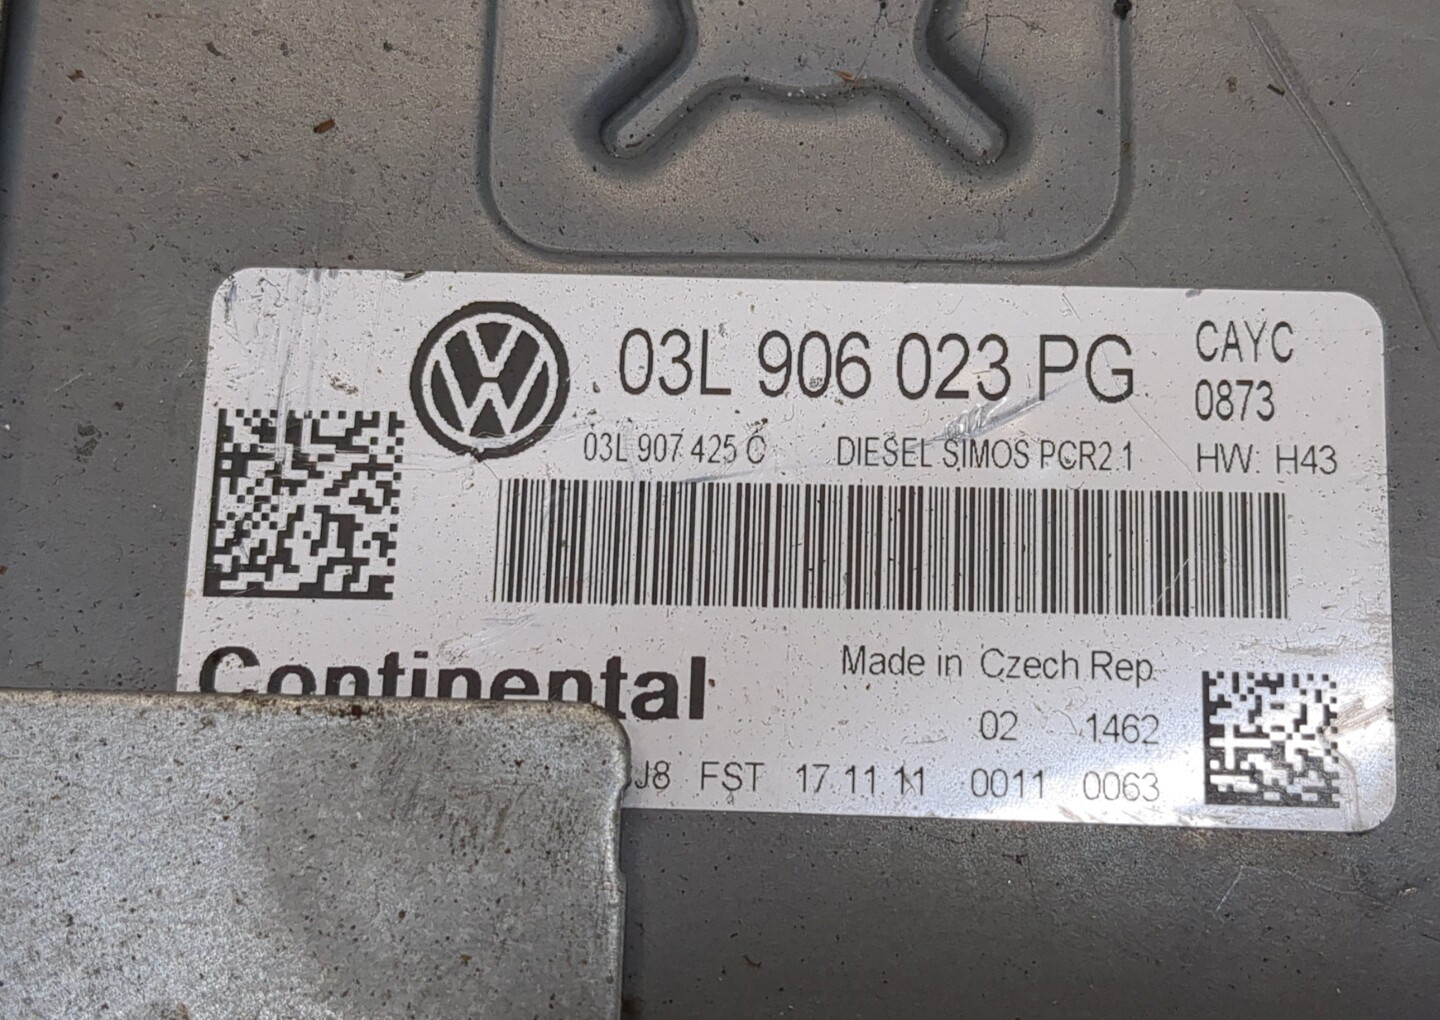 03L 906 023 PG
CAYC
0873
03L 907 425 C DIESEL SIMOS PCR2.1 HW: H43
Continental
Made in Czech Rep.
02 1462
J8 FST 17.11.11 0011 0063